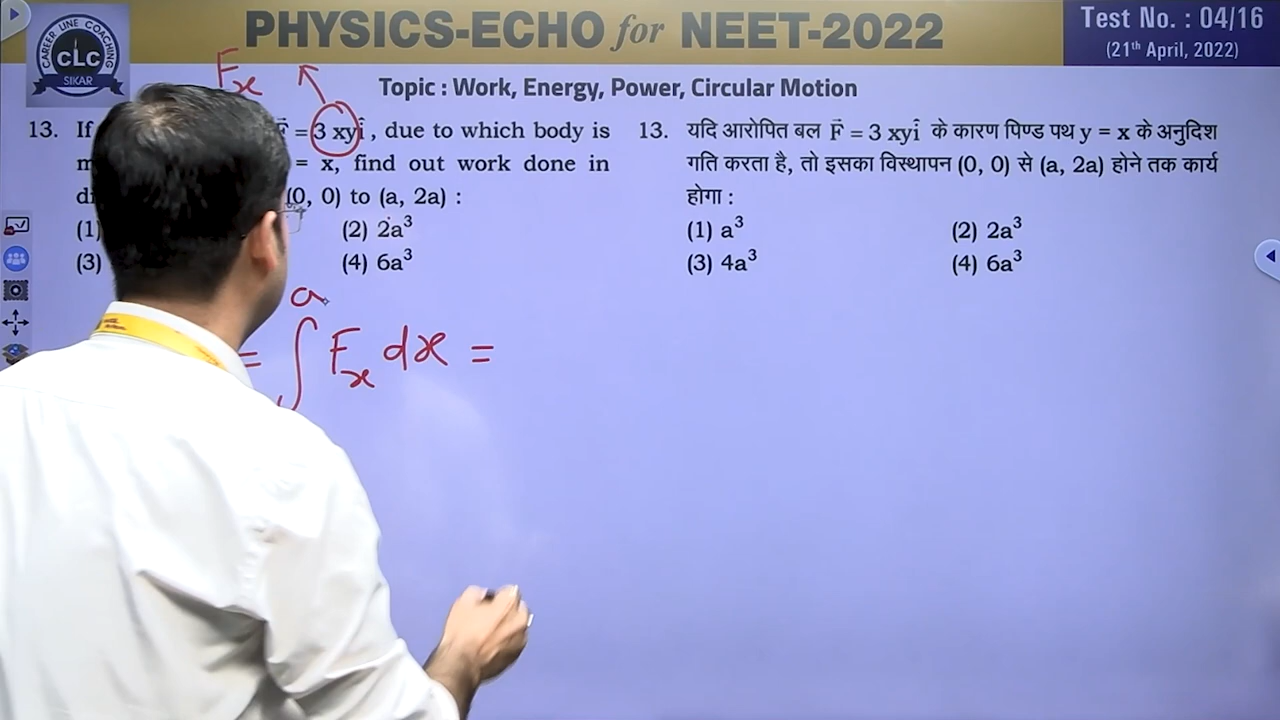 PHYSICS-ECHO for NEET-2022
Test No. : 04/16
(21th April, 2022)
CAREER LINE COACHING
CLC
SIKAR
Topic : Work, Energy, Power, Circular Motion
Fx
13. If F⃗ = 3 xyî , due to which body is
= x, find out work done in
(0, 0) to (a, 2a) :
(1) (2) 2a³
(3) (4) 6a³
13. यदि आरोपित बल F⃗ = 3 xyî के कारण पिण्ड पथ y = x के अनुदिश
गति करता है, तो इसका विस्थापन (0, 0) से (a, 2a) होने तक कार्य
होगा :
(1) a³ (2) 2a³
(3) 4a³ (4) 6a³
a
= ∫ Fx dx =